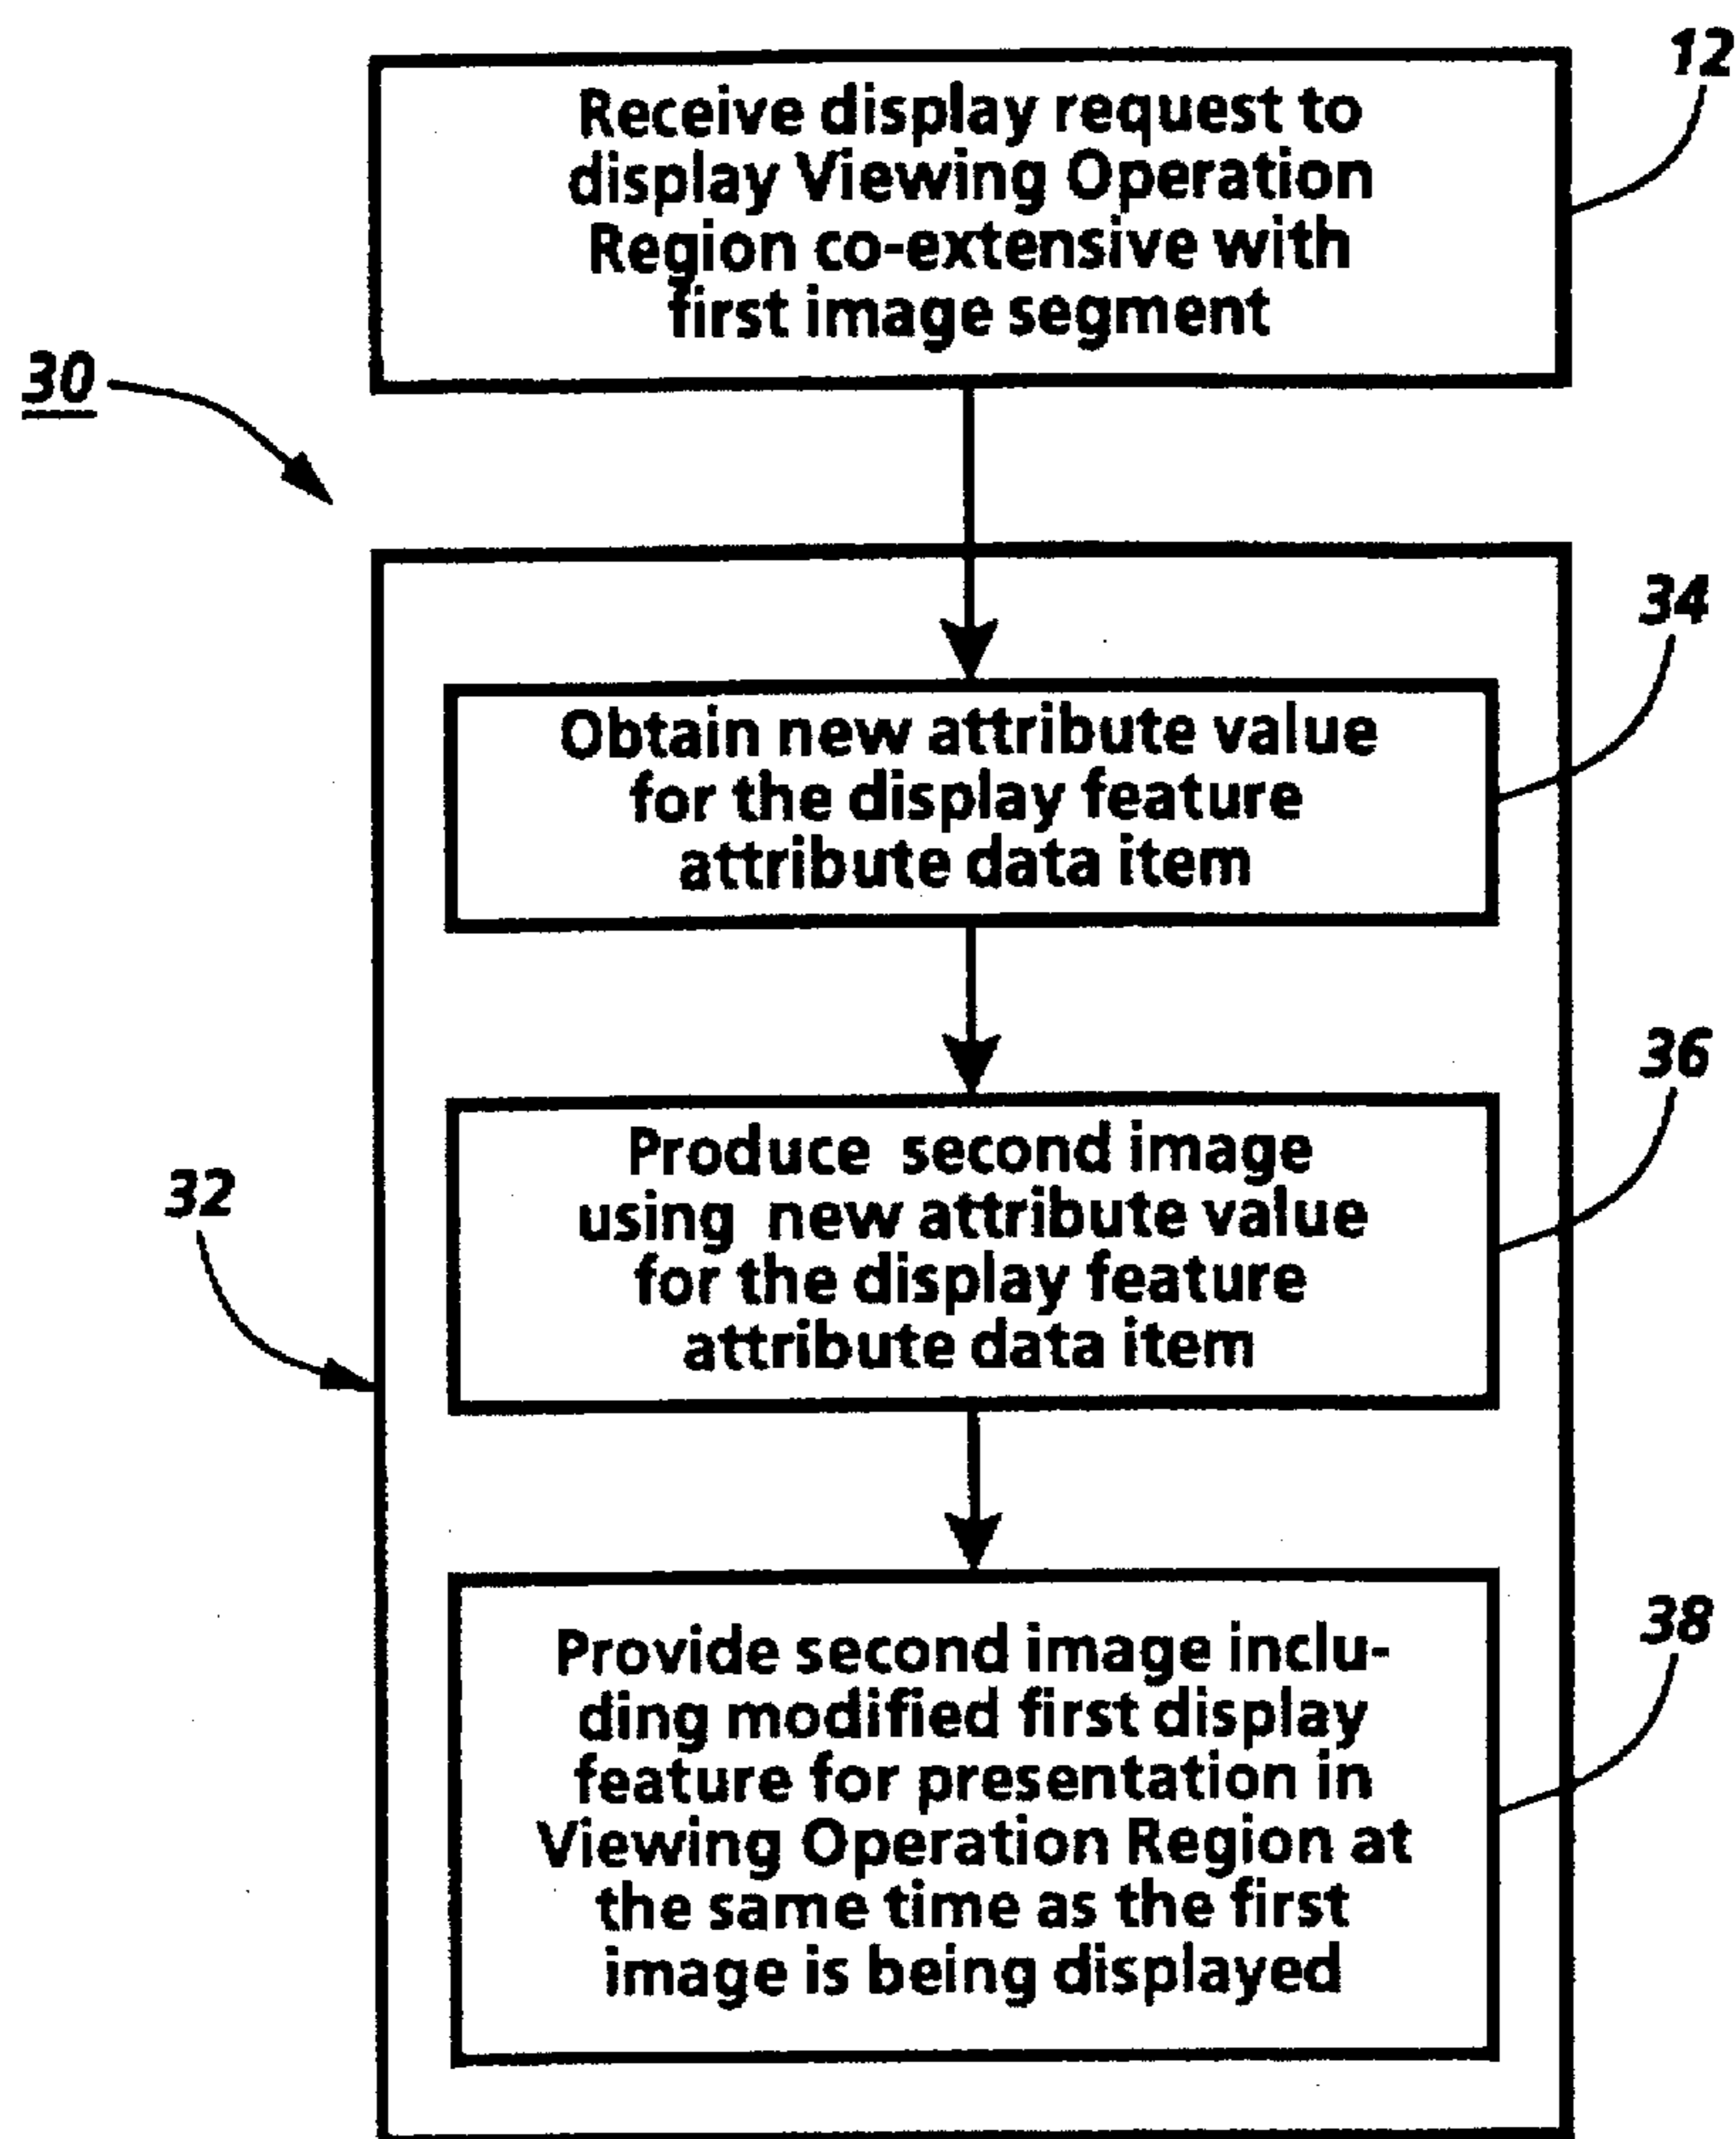 12
Receive display request to
display Viewing Operation
Region co-extensive with
first image segment
30
34
Obtain new attribute value
for the display feature
attribute data item
36
Produce second image
using new attribute value
for the display feature
attribute data item
32
38
Provide second image inclu-
ding modified first display
feature for presentation in
Viewing Operation Region at
the same time as the first
image is being displayed